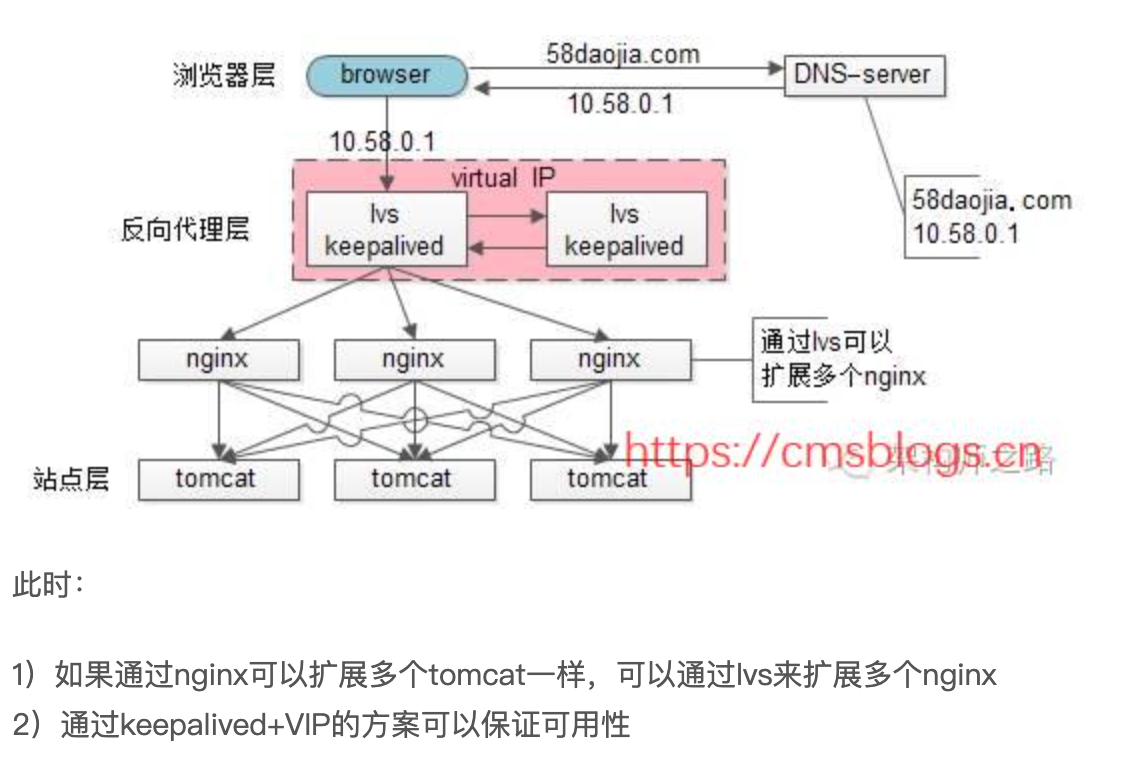 58daojia.com
浏览器层
browser
DNS-server
10.58.0.1
10.58.0.1
virtual IP
58daojia.com
10.58.0.1
反向代理层
lvs
keepalived
lvs
keepalived
nginx
nginx
nginx
通过lvs可以
扩展多个nginx
https://cmsblogs.cn
站点层
tomcat
tomcat
tomcat
此时：
1）如果通过nginx可以扩展多个tomcat一样，可以通过lvs来扩展多个nginx
2）通过keepalived+VIP的方案可以保证可用性